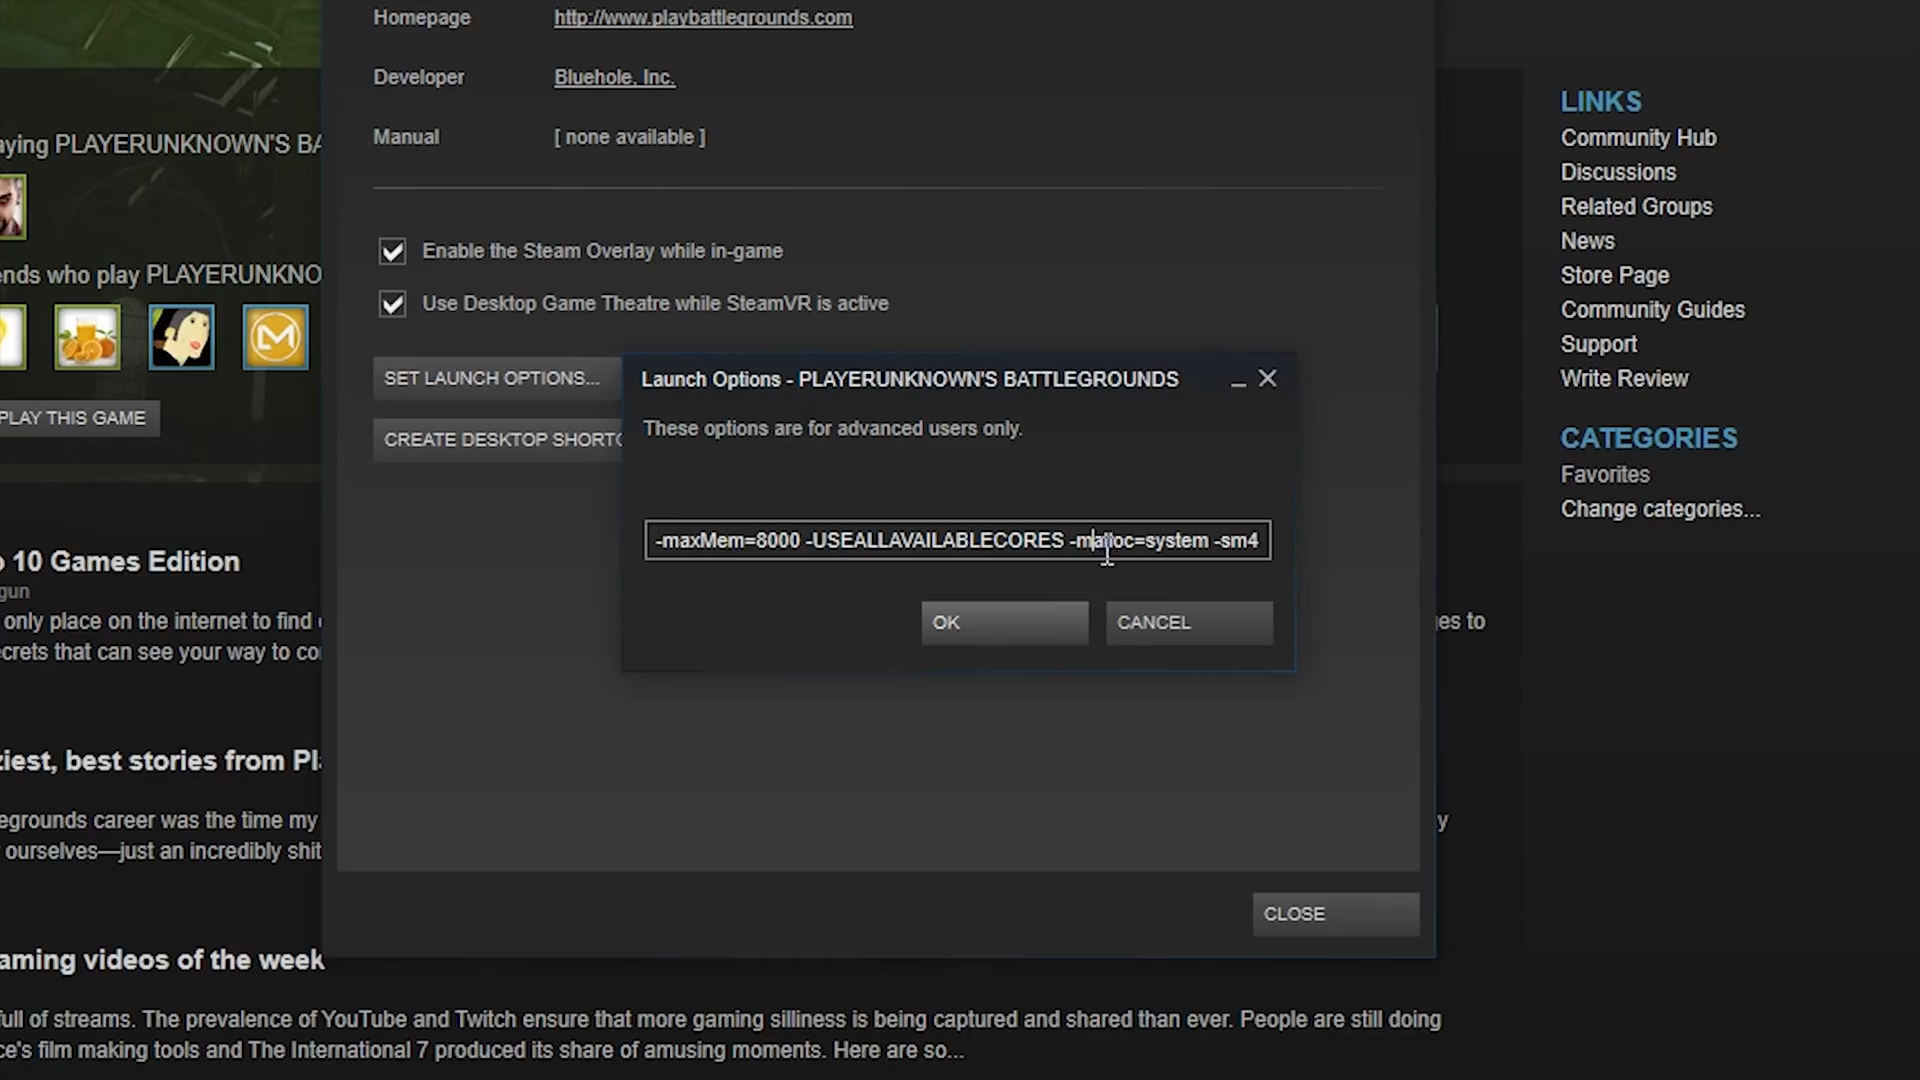 Homepage http://www.playbattlegrounds.com
Developer Bluehole, Inc.
Manual [ none available ]
aying PLAYERUNKNOWN'S BA
ends who play PLAYERUNKNO
PLAY THIS GAME
Enable the Steam Overlay while in-game
Use Desktop Game Theatre while SteamVR is active
SET LAUNCH OPTIONS...
CREATE DESKTOP SHORTC
Launch Options - PLAYERUNKNOWN'S BATTLEGROUNDS
These options are for advanced users only.
-maxMem=8000 -USEALLAVAILABLECORES -malloc=system -sm4
OK CANCEL
CLOSE
LINKS
Community Hub
Discussions
Related Groups
News
Store Page
Community Guides
Support
Write Review
CATEGORIES
Favorites
Change categories...
p 10 Games Edition
gun
only place on the internet to find ges to
ecrets that can see your way to co
ziest, best stories from Pl
egrounds career was the time my y
ourselves—just an incredibly shit
aming videos of the week
full of streams. The prevalence of YouTube and Twitch ensure that more gaming silliness is being captured and shared than ever. People are still doing
ce's film making tools and The International 7 produced its share of amusing moments. Here are so...